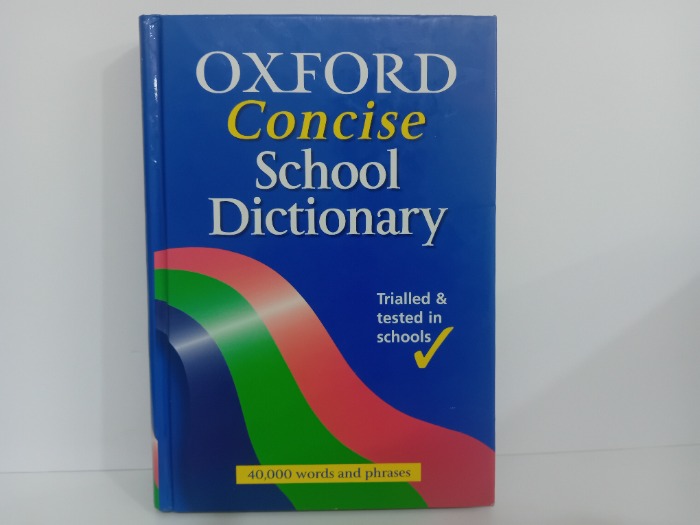 OXFORD
Concise
School
Dictionary
Trialled &
tested in
schools
40,000 words and phrases